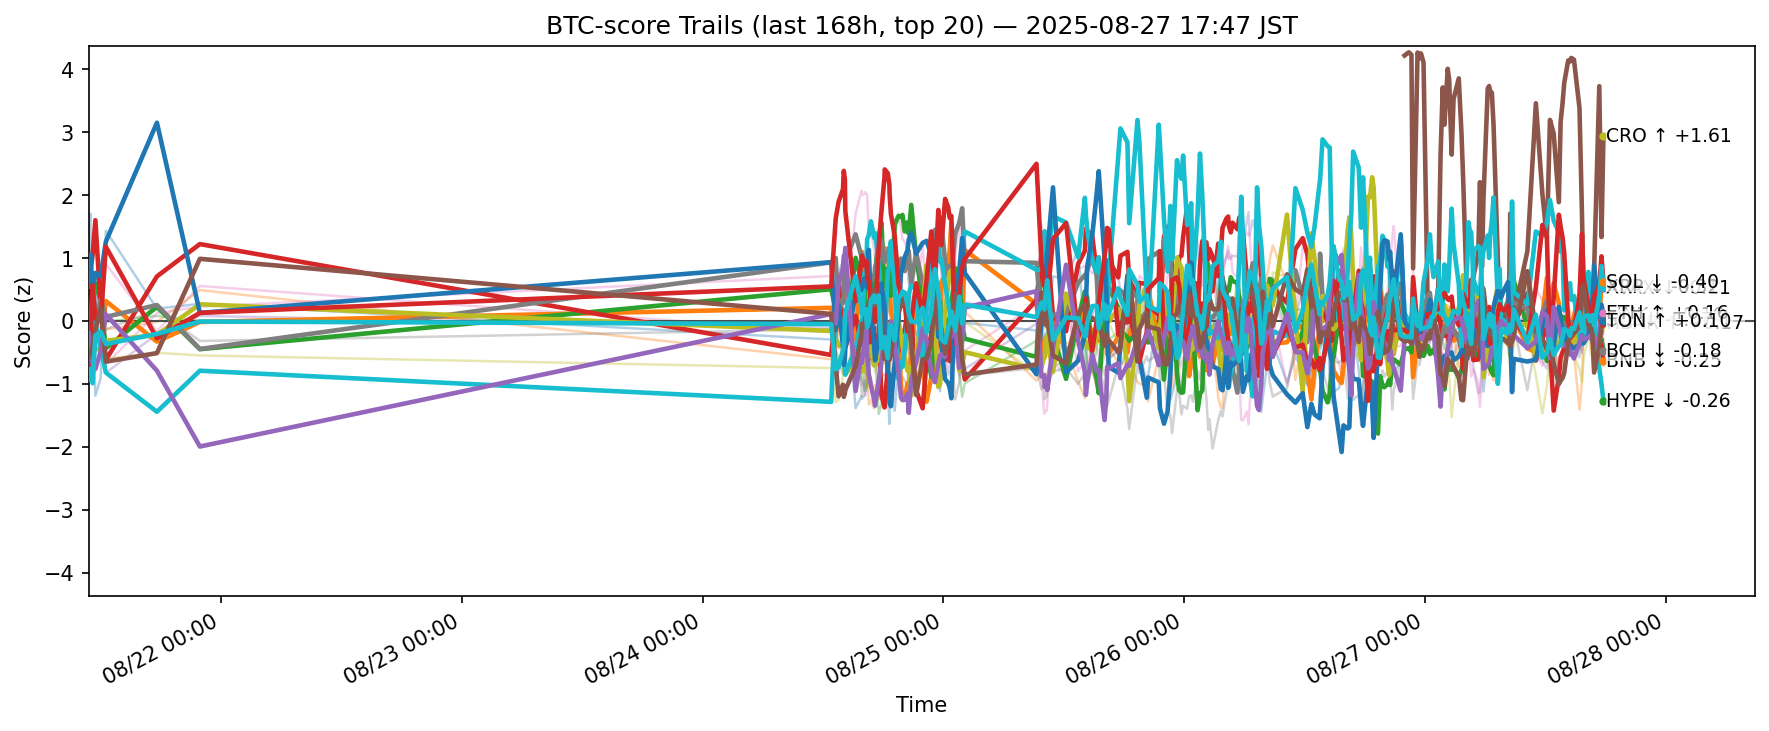 BTC-score Trails (last 168h, top 20) — 2025-08-27 17:47 JST
Score (z)
4
3
2
1
0
−1
−2
−3
−4
CRO ↑ +1.61
SOL ↓ -0.40
ETH
TON ↑
BCH ↓ -0.18
BNB ↓
HYPE ↓ -0.26
08/22 00:00
08/23 00:00
08/24 00:00
08/25 00:00
08/26 00:00
08/27 00:00
08/28 00:00
Time